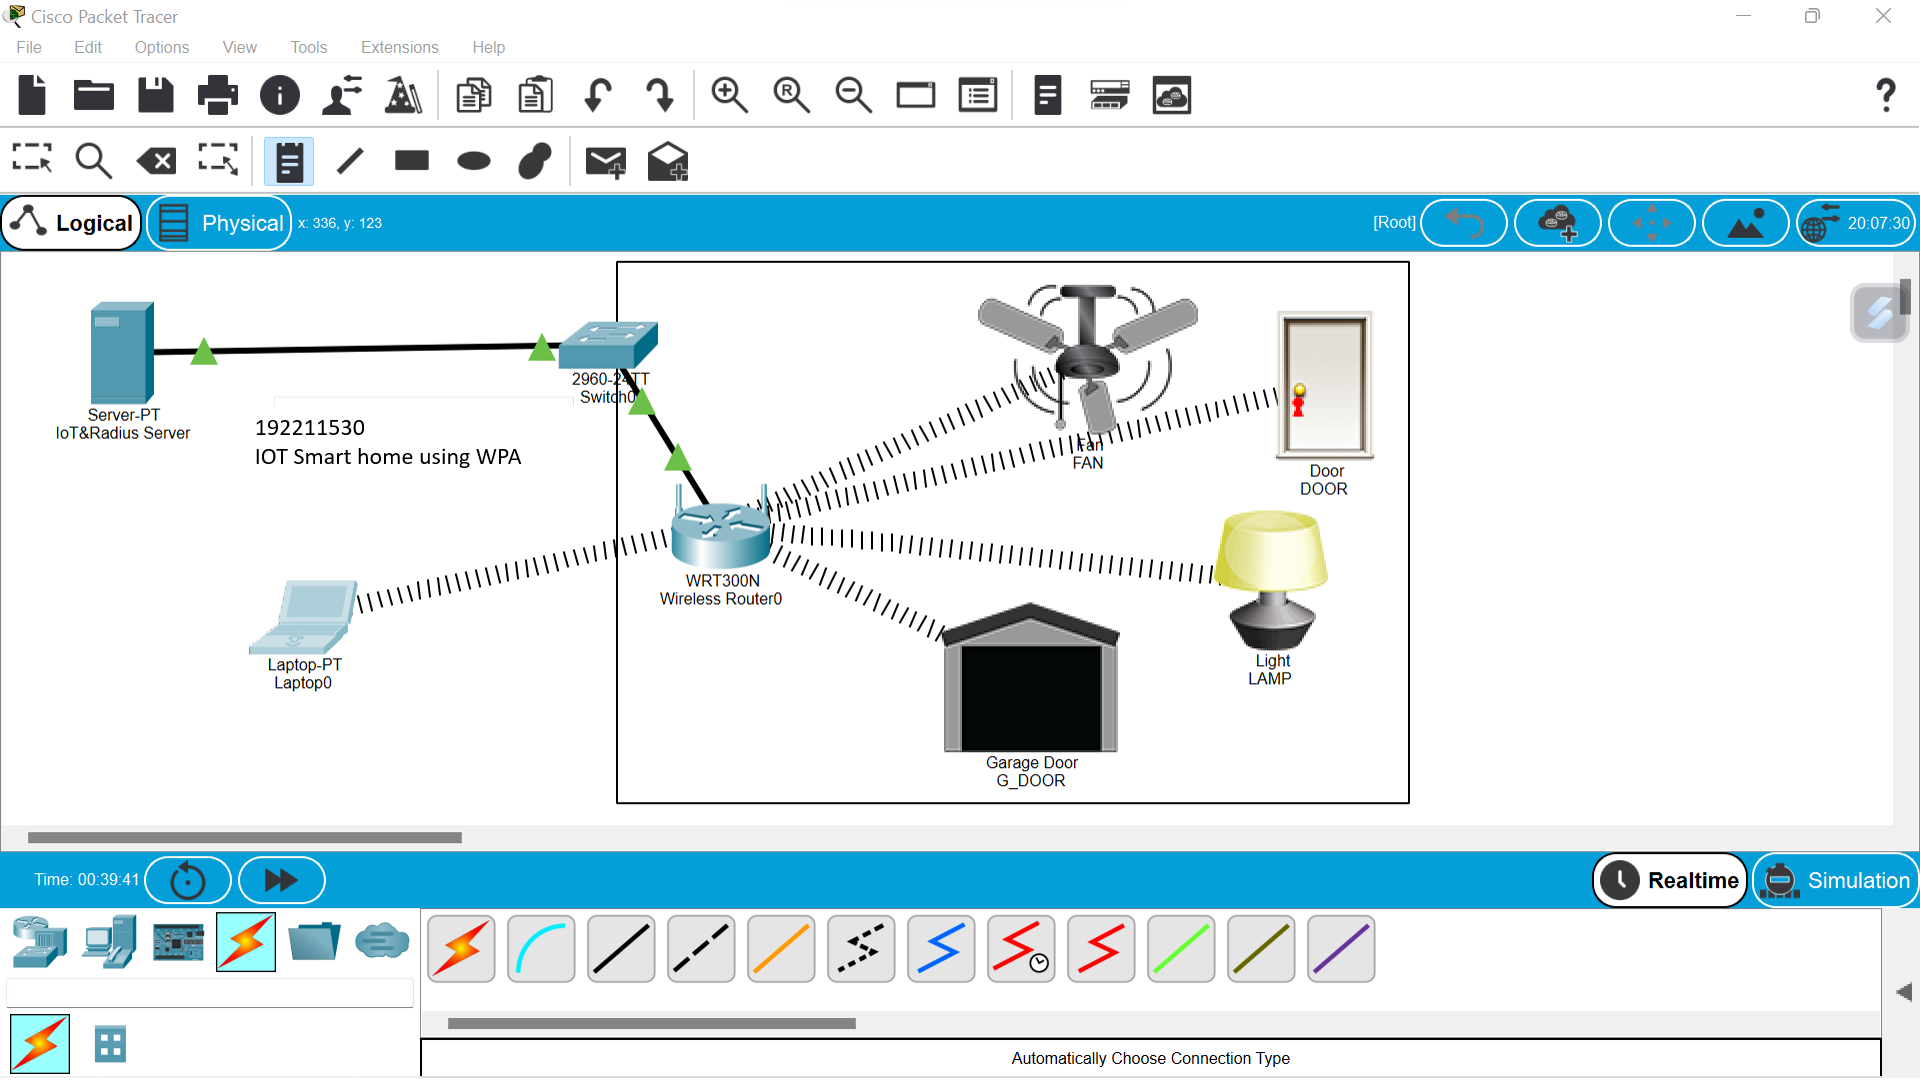 Cisco Packet Tracer
File Edit Options View Tools Extensions Help
Logical Physical x: 336, y: 123 [Root] 20:07:30
Server-PT
IoT&Radius Server
2960-24TT
Switch0
192211530
IOT Smart home using WPA
Fan
FAN
Door
DOOR
WRT300N
Wireless Router0
Laptop-PT
Laptop0
Light
LAMP
Garage Door
G_DOOR
Time: 00:39:41 Realtime Simulation
Automatically Choose Connection Type